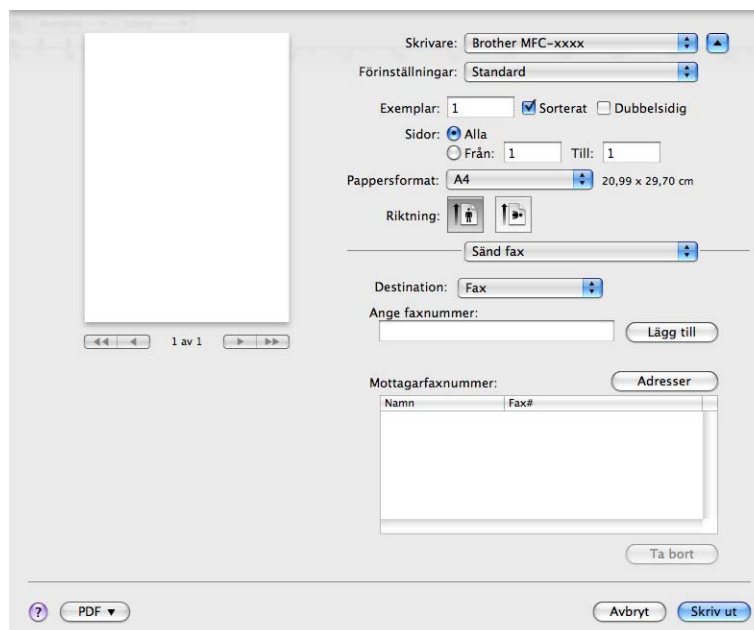 Skrivare: Brother MFC-xxxx
Förinställningar: Standard
Exemplar: 1 Sorterat Dubbelsidig
Sidor: Alla
Från: 1 Till: 1
Pappersformat: A4 20,99 x 29,70 cm
Riktning:
Sänd fax
Destination: Fax
Ange faxnummer:
Lägg till
1 av 1
Mottagarfaxnummer: Adresser
Namn Fax#
Ta bort
? PDF Avbryt Skriv ut